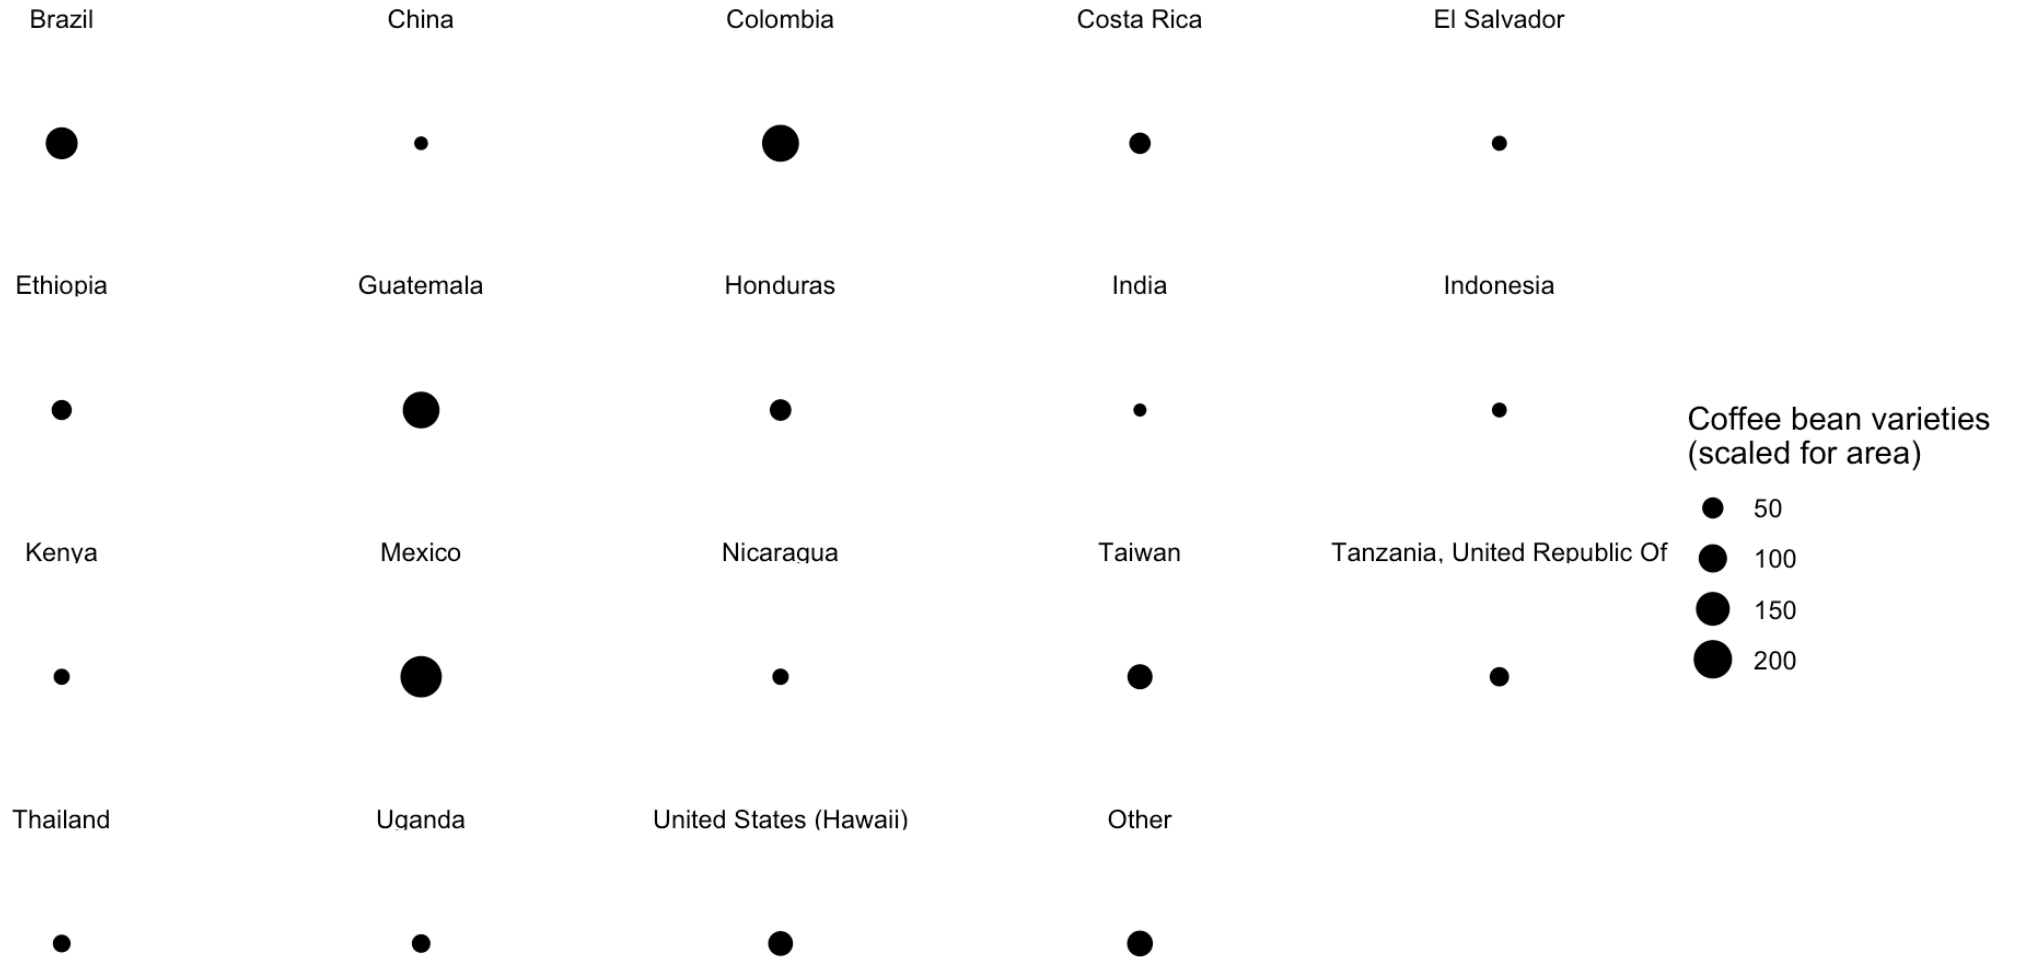 Brazil
China
Colombia
Costa Rica
El Salvador
Ethiopia
Guatemala
Honduras
India
Indonesia
Kenya
Mexico
Nicaragua
Taiwan
Tanzania, United Republic Of
Thailand
Uganda
United States (Hawaii)
Other
Coffee bean varieties
(scaled for area)
50
100
150
200